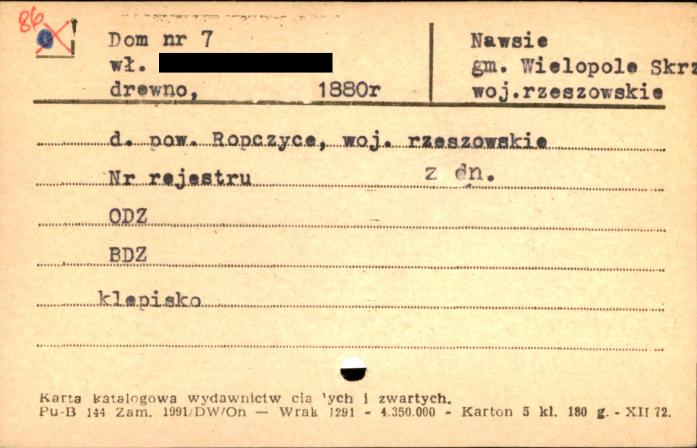 86
Dom nr 7
wł.
drewno, 1880r
Nawsie
gm. Wielopole Skrz
woj.rzeszowskie
d. pow. Ropczyce, woj. rzeszowskie
Nr rejestru z dn.
ODZ
BDZ
klepisko
Karta katalogowa wydawnictw cia 'ych i zwartych.
Pu-B 144 Zam. 1991/DW/On — Wrak 1291 - 4.350.000 - Karton 5 kl. 180 g. - XII 72.